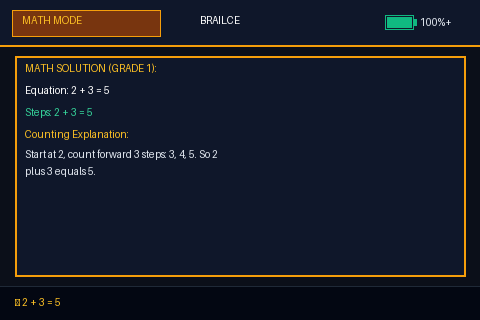 MATH MODE
BRAILCE
100%+
MATH SOLUTION (GRADE 1):
Equation: 2 + 3 = 5
Steps: 2 + 3 = 5
Counting Explanation:
Start at 2, count forward 3 steps: 3, 4, 5. So 2
plus 3 equals 5.
2 + 3 = 5